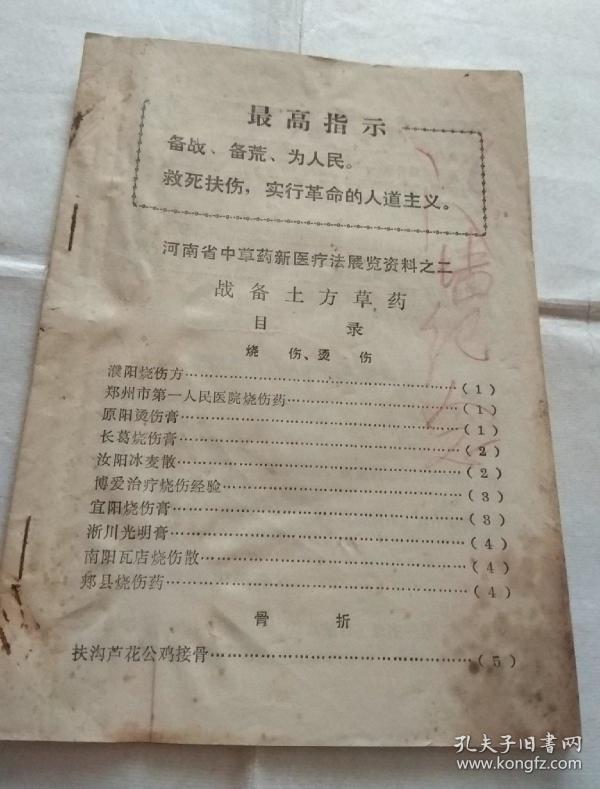 最高指示
备战、备荒、为人民。
救死扶伤，实行革命的人道主义。
河南省中草药新医疗法展览资料之二
战备土方草药
目 录
烧 伤、烫 伤
濮阳烧伤方……………………………………（1）
郑州市第一人民医院烧伤药……………………（1）
原阳烫伤膏……………………………………（1）
长葛烧伤膏……………………………………（2）
汝阳冰麦散……………………………………（2）
博爱治疗烧伤经验……………………………（3）
宜阳烧伤膏……………………………………（3）
淅川光明膏……………………………………（4）
南阳瓦店烧伤散………………………………（4）
郏县烧伤药……………………………………（4）
骨 折
扶沟芦花公鸡接骨……………………………（5）
孔夫子旧书网
www.kongfz.com